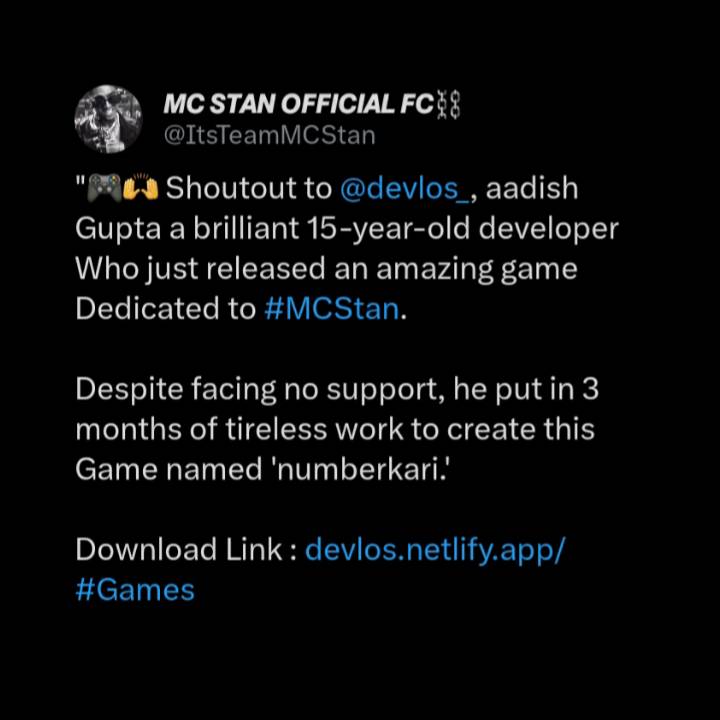 MC STAN OFFICIAL FC⛓️
@ItsTeamMCStan
"🎮🙌 Shoutout to @devlos_, aadish
Gupta a brilliant 15-year-old developer
Who just released an amazing game
Dedicated to #MCStan.
Despite facing no support, he put in 3
months of tireless work to create this
Game named 'numberkari.'
Download Link : devlos.netlify.app/
#Games